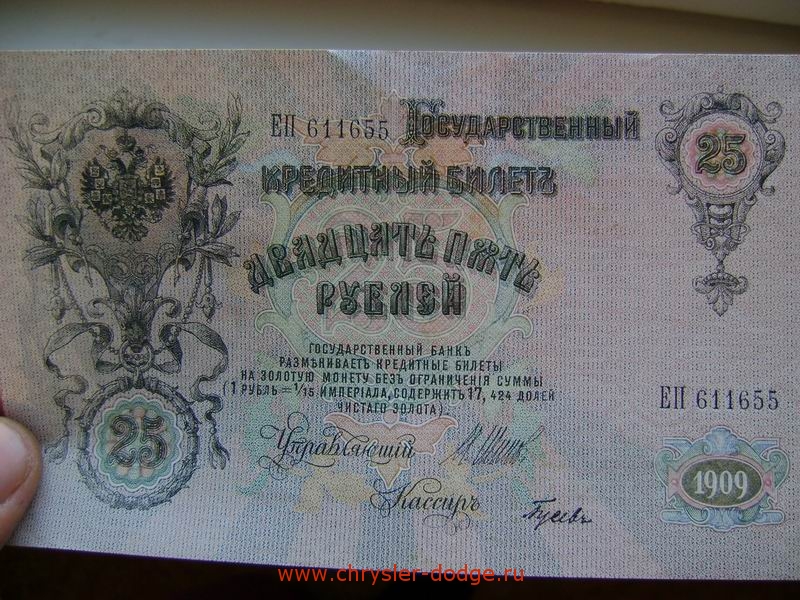 ЕП 611655 Государственный
Кредитный Билетъ
25
Двадцать пять
рублей
Государственный банкъ
размѣниваетъ кредитные билеты
на золотую монету безъ ограниченія суммы
(1 рубль = 1/15 имперіала, содержитъ 17, 424 долей
чистаго золота)
25
ЕП 611655
Управляющій
Кассиръ
Гусевъ
1909
www.chrysler-dodge.ru